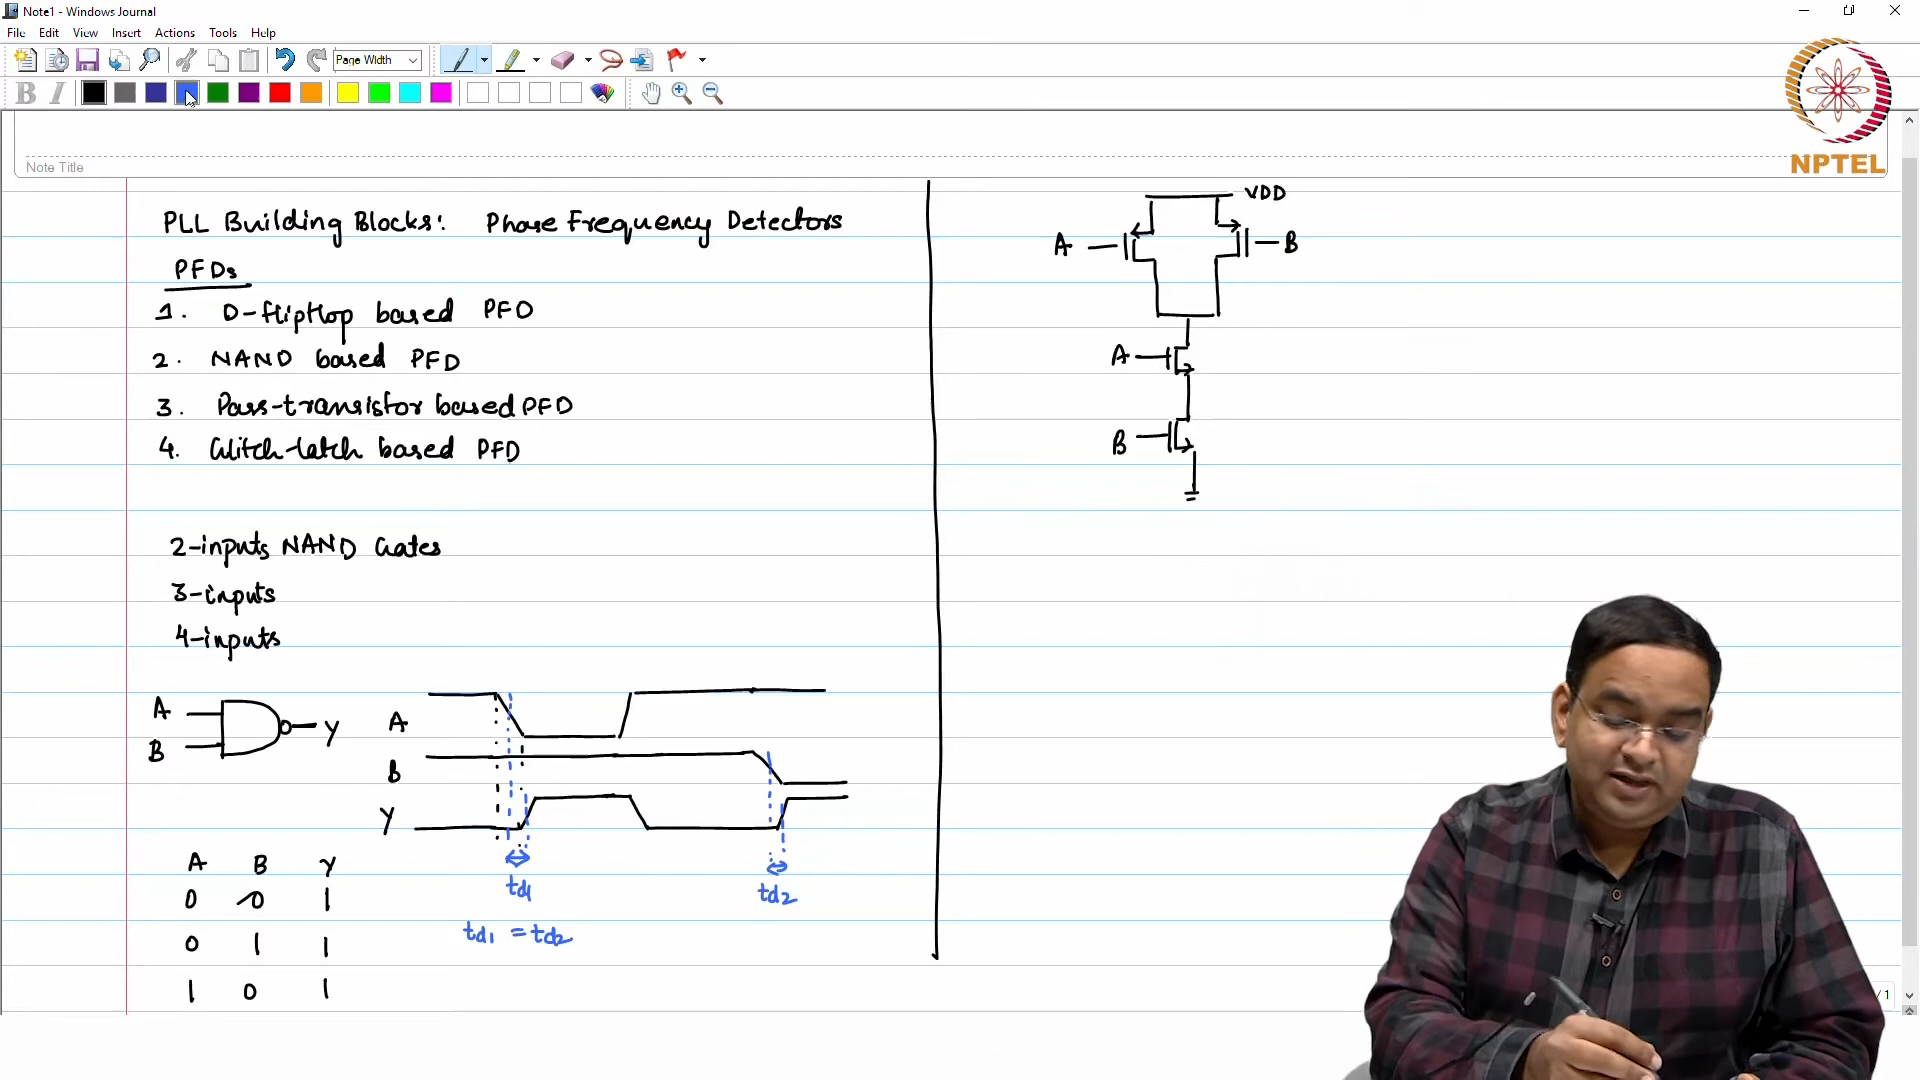 Note1 - Windows Journal
File Edit View Insert Actions Tools Help
Page Width
B I
NPTEL
Note Title
PLL Building Blocks: Phase Frequency Detectors
PFDs
1. D-flipflop based PFD
2. NAND based PFD
3. Pass-transistor based PFD
4. Glitch-latch based PFD
2-inputs NAND Gates
3-inputs
4-inputs
A
B
Y
A
B
Y
td1
td2
td1 = td2
A B Y
0 0 1
0 1 1
1 0 1
VDD
A B
A
B
/ 1